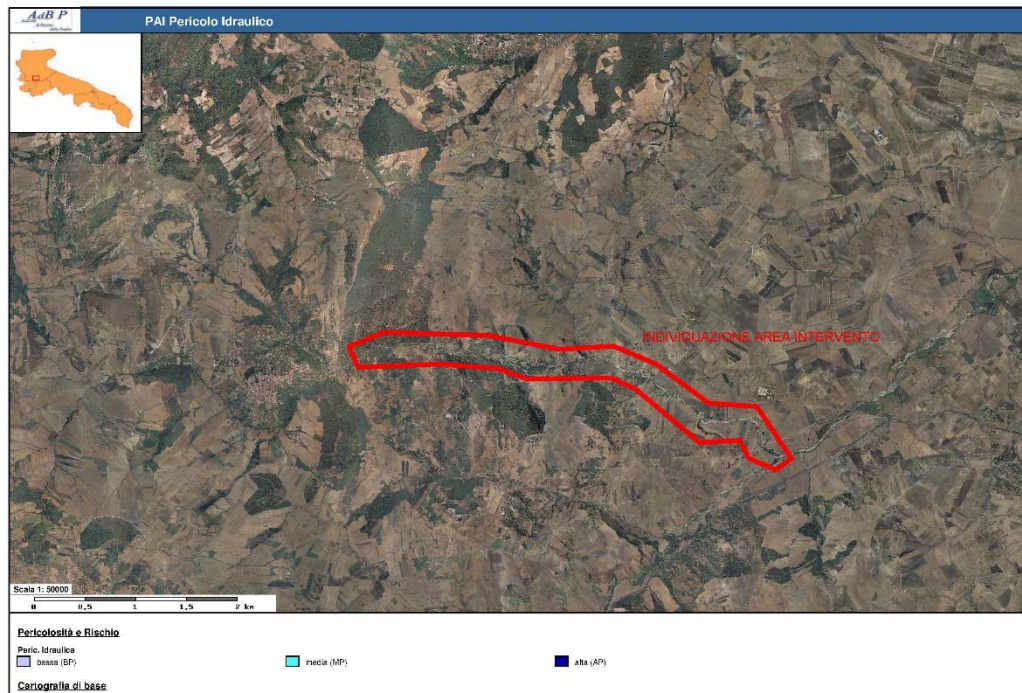 AdB P
PAI Pericolo Idraulico
INDIVIDUAZIONE AREA INTERVENTO
Scala 1: 50000
0 0.5 1 1.5 2 km
Pericolosità e Rischio
Peric. Idraulica
bassa (BP)
media (MP)
alta (AP)
Cartografia di base